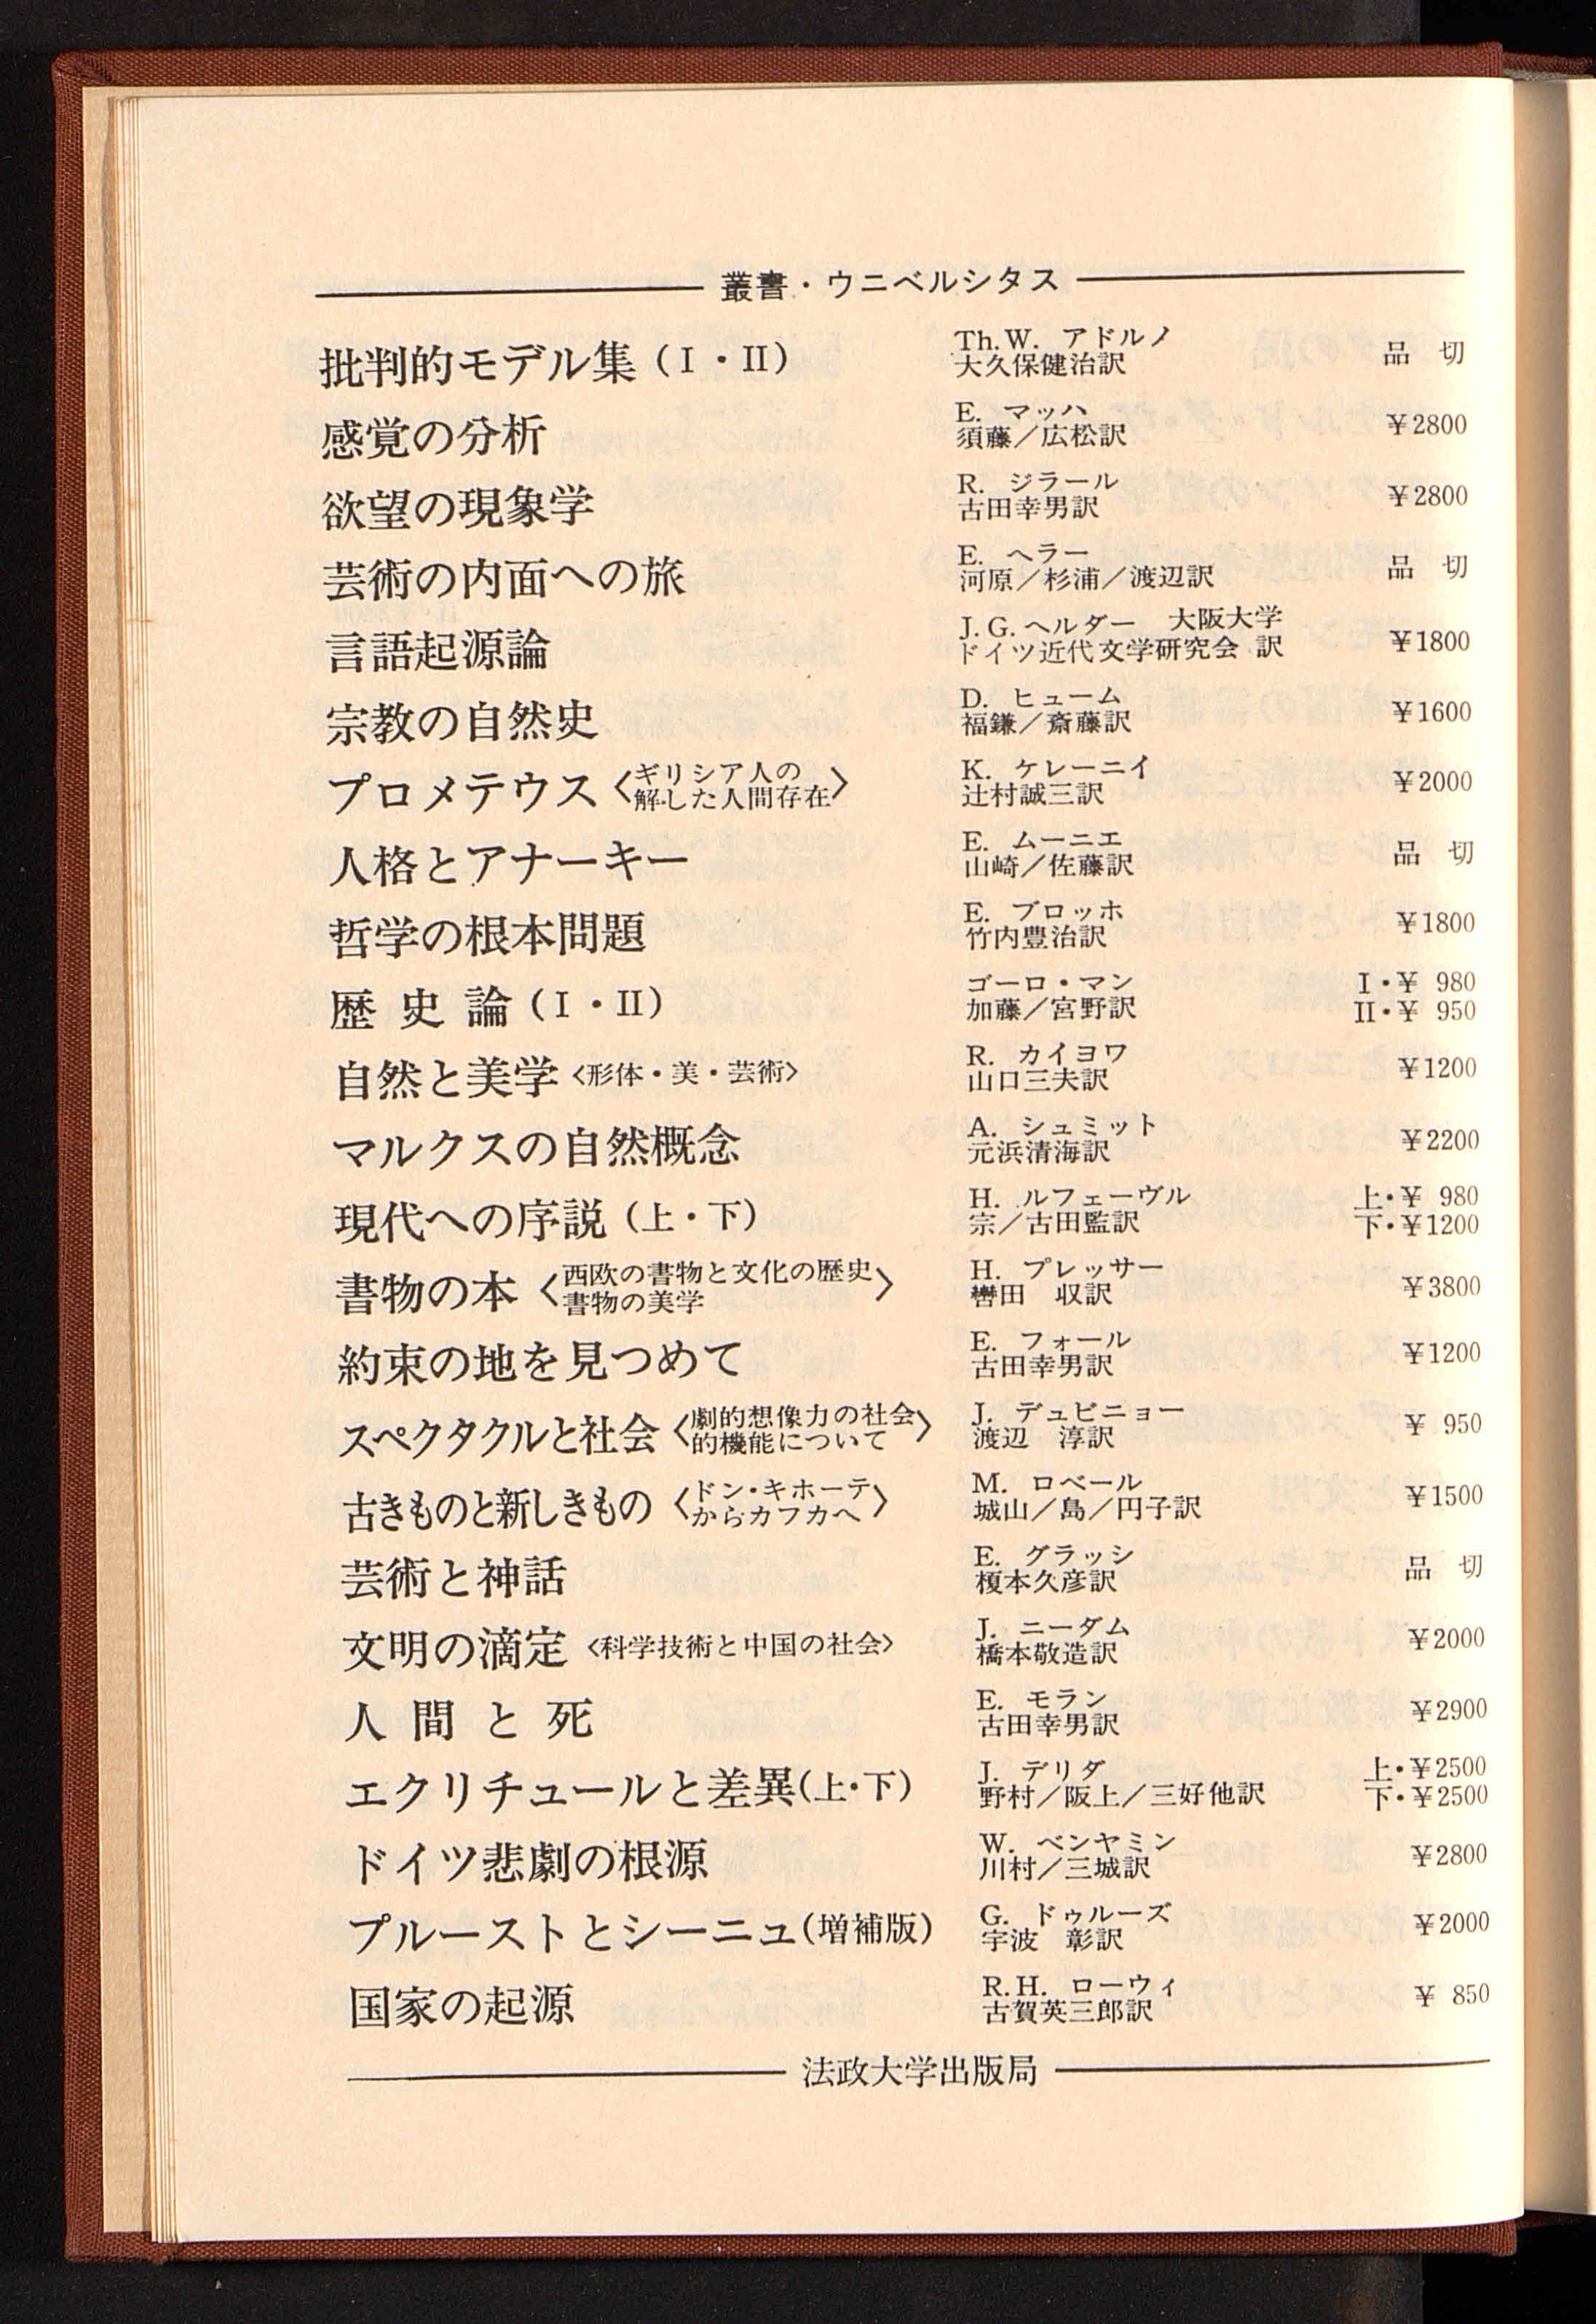 叢書・ウニベルシタス
批判的モデル集（I・II） Th.W. アドルノ 大久保健治訳 品 切
感覚の分析 E. マッハ 須藤／広松訳 ¥2800
欲望の現象学 R. ジラール 古田幸男訳 ¥2800
芸術の内面への旅 E. ヘラー 河原／杉浦／渡辺訳 品 切
言語起源論 J.G.ヘルダー 大阪大学 ドイツ近代文学研究会 訳 ¥1800
宗教の自然史 D. ヒューム 福鎌／斎藤訳 ¥1600
プロメテウス〈ギリシア人の解した人間存在〉 K. ケレーニイ 辻村誠三訳 ¥2000
人格とアナーキー E. ムーニエ 山崎／佐藤訳 品 切
哲学の根本問題 E. ブロッホ 竹内豊治訳 ¥1800
歴史論（I・II） ゴーロ・マン 加藤／宮野訳 I・¥ 980 II・¥ 950
自然と美学〈形体・美・芸術〉 R. カイヨワ 山口三夫訳 ¥1200
マルクスの自然概念 A. シュミット 元浜清海訳 ¥2200
現代への序説（上・下） H. ルフェーヴル 宗／古田監訳 上・¥ 980 下・¥1200
書物の本〈西欧の書物と文化の歴史 書物の美学〉 H. プレッサー 轡田 収訳 ¥3800
約束の地を見つめて E. フォール 古田幸男訳 ¥1200
スペクタクルと社会〈劇的想像力の社会的機能について〉 J. デュビニョー 渡辺 淳訳 ¥ 950
古きものと新しきもの〈ドン・キホーテからカフカへ〉 M. ロベール 城山／島／円子訳 ¥1500
芸術と神話 E. グラッシ 榎本久彦訳 品 切
文明の滴定〈科学技術と中国の社会〉 J. ニーダム 橋本敬造訳 ¥2000
人間と死 E. モラン 古田幸男訳 ¥2900
エクリチュールと差異（上・下） J. デリダ 野村／阪上／三好他訳 上・¥2500 下・¥2500
ドイツ悲劇の根源 W. ベンヤミン 川村／三城訳 ¥2800
プルーストとシーニュ（増補版） G. ドゥルーズ 宇波 彰訳 ¥2000
国家の起源 R.H. ローウィ 古賀英三郎訳 ¥ 850
法政大学出版局